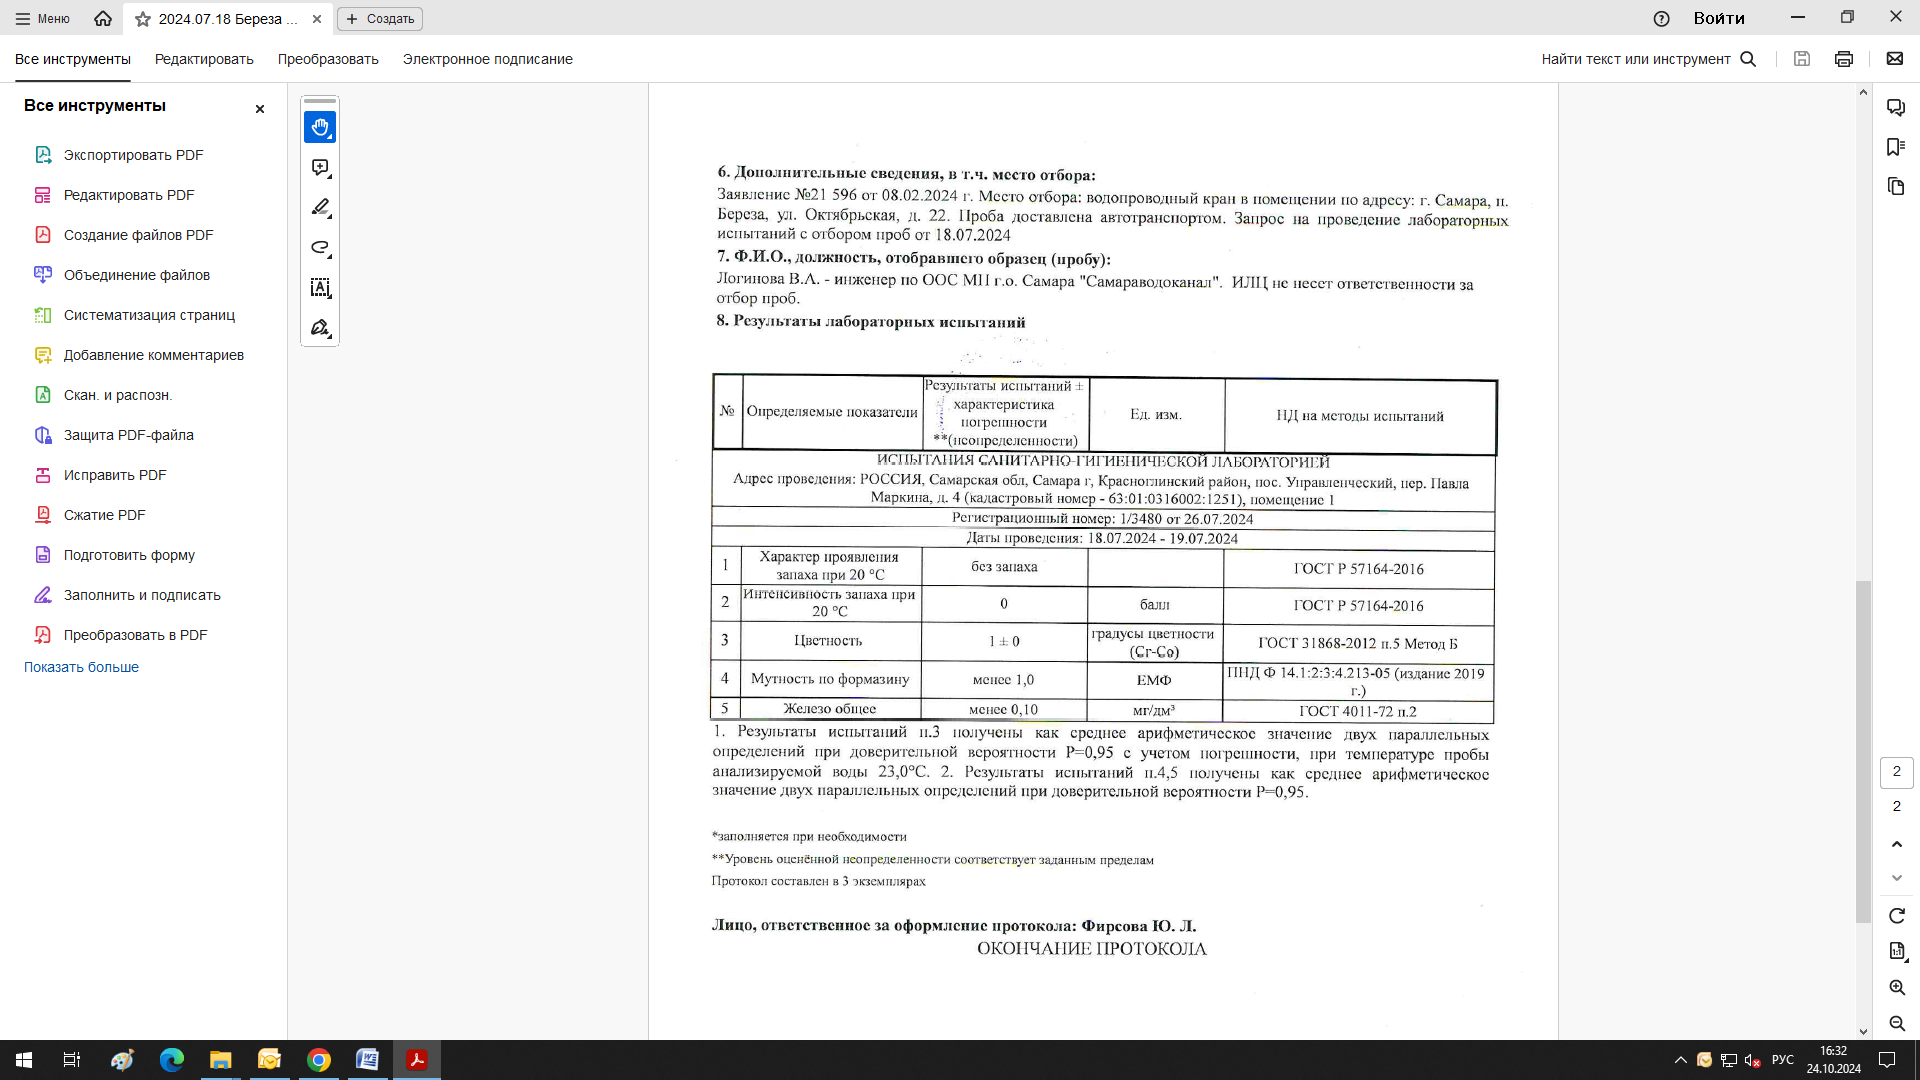 Меню
2024.07.18 Береза ...
Создать
Войти
Все инструменты
Редактировать
Преобразовать
Электронное подписание
Найти текст или инструмент
Все инструменты
Экспортировать PDF
Редактировать PDF
Создание файлов PDF
Объединение файлов
Систематизация страниц
Добавление комментариев
Скан. и распозн.
Защита PDF-файла
Исправить PDF
Сжатие PDF
Подготовить форму
Заполнить и подписать
Преобразовать в PDF
Показать больше
6. Дополнительные сведения, в т.ч. место отбора:
Заявление №21 596 от 08.02.2024 г. Место отбора: водопроводный кран в помещении по адресу: г. Самара, п.
Береза, ул. Октябрьская, д. 22. Проба доставлена автотранспортом. Запрос на проведение лабораторных
испытаний с отбором проб от 18.07.2024
7. Ф.И.О., должность, отобравшего образец (пробу):
Логинова В.А. - инженер по ООС МП г.о. Самара "Самараводоканал". ИЛЦ не несет ответственности за
отбор проб.
8. Результаты лабораторных испытаний
№
Определяемые показатели
Результаты испытаний ±
характеристика
погрешности
**(неопределенности)
Ед. изм.
НД на методы испытаний
ИСПЫТАНИЯ САНИТАРНО-ГИГИЕНИЧЕСКОЙ ЛАБОРАТОРИЕЙ
Адрес проведения: РОССИЯ, Самарская обл, Самара г, Красноглинский район, пос. Управленческий, пер. Павла
Маркина, д. 4 (кадастровый номер - 63:01:0316002:1251), помещение 1
Регистрационный номер: 1/3480 от 26.07.2024
Даты проведения: 18.07.2024 - 19.07.2024
1
Характер проявления
запаха при 20 °С
без запаха
ГОСТ Р 57164-2016
2
Интенсивность запаха при
20 °С
0
балл
ГОСТ Р 57164-2016
3
Цветность
1 ± 0
градусы цветности
(Cr-Co)
ГОСТ 31868-2012 п.5 Метод Б
4
Мутность по формазину
менее 1,0
ЕМФ
ПНД Ф 14.1:2:3:4.213-05 (издание 2019
г.)
5
Железо общее
менее 0,10
мг/дм³
ГОСТ 4011-72 п.2
1. Результаты испытаний п.3 получены как среднее арифметическое значение двух параллельных
определений при доверительной вероятности Р=0,95 с учетом погрешности, при температуре пробы
анализируемой воды 23,0°С. 2. Результаты испытаний п.4,5 получены как среднее арифметическое
значение двух параллельных определений при доверительной вероятности Р=0,95.
*заполняется при необходимости
**Уровень оценённой неопределенности соответствует заданным пределам
Протокол составлен в 3 экземплярах
Лицо, ответственное за оформление протокола: Фирсова Ю. Л.
ОКОНЧАНИЕ ПРОТОКОЛА
2
2
РУС
16:32
24.10.2024